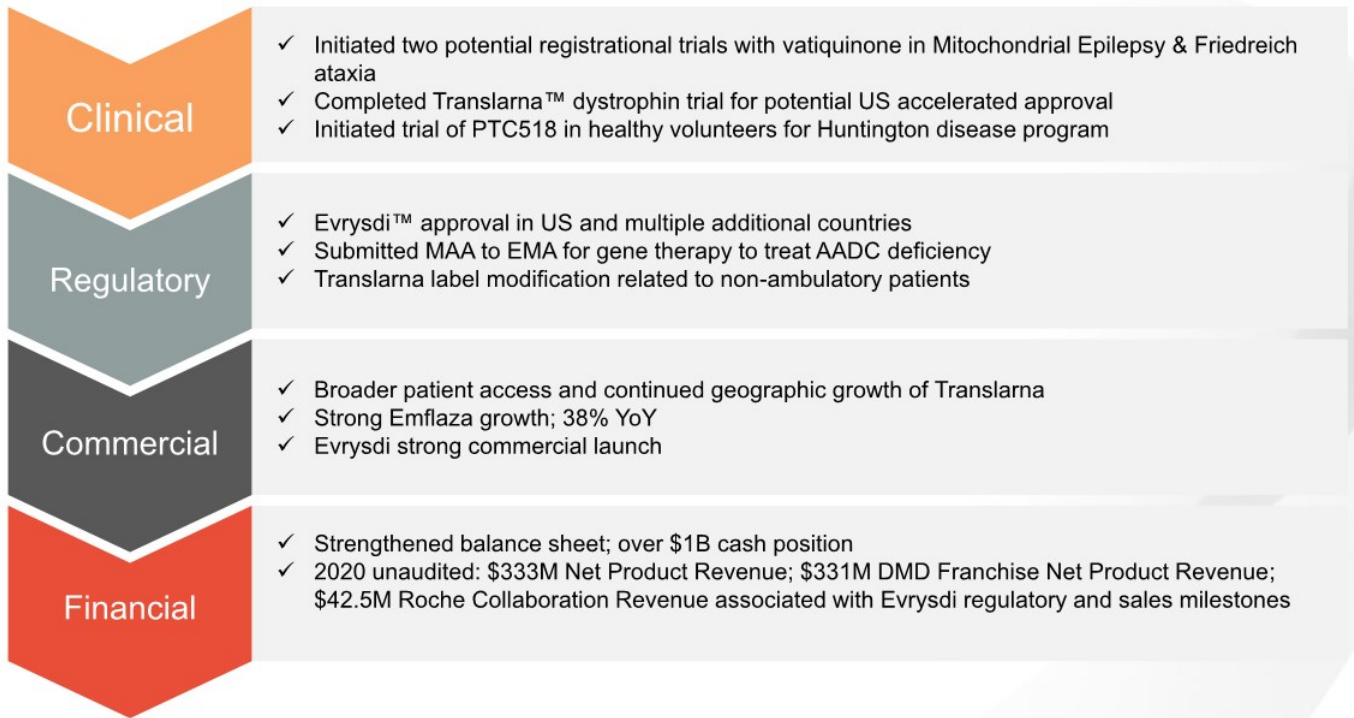 Clinical
✓ Initiated two potential registrational trials with vatiquinone in Mitochondrial Epilepsy & Friedreich
ataxia
✓ Completed Translarna™ dystrophin trial for potential US accelerated approval
✓ Initiated trial of PTC518 in healthy volunteers for Huntington disease program
Regulatory
✓ Evrysdi™ approval in US and multiple additional countries
✓ Submitted MAA to EMA for gene therapy to treat AADC deficiency
✓ Translarna label modification related to non-ambulatory patients
Commercial
✓ Broader patient access and continued geographic growth of Translarna
✓ Strong Emflaza growth; 38% YoY
✓ Evrysdi strong commercial launch
Financial
✓ Strengthened balance sheet; over $1B cash position
✓ 2020 unaudited: $333M Net Product Revenue; $331M DMD Franchise Net Product Revenue;
$42.5M Roche Collaboration Revenue associated with Evrysdi regulatory and sales milestones